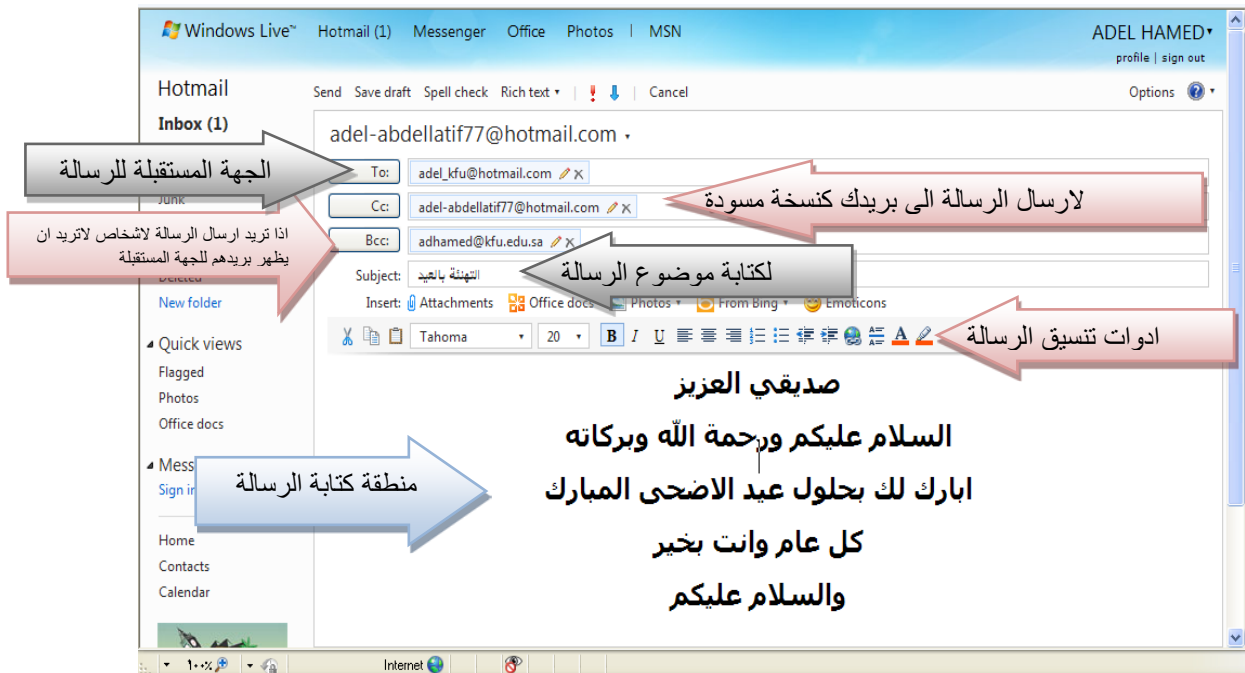 Windows Live™ Hotmail (1) Messenger Office Photos | MSN ADEL HAMED
profile | sign out
Hotmail
Send Save draft Spell check Rich text | | Cancel Options
Inbox (1)
adel-abdellatif77@hotmail.com
الجهة المستقبلة للرسالة
To: adel_kfu@hotmail.com
Junk
Cc: adel-abdellatif77@hotmail.com
لارسال الرسالة الى بريدك كنسخة مسودة
اذا تريد ارسال الرسالة لاشخاص لاتريد ان
يظهر بريدهم للجهة المستقبلة
Bcc: adhamed@kfu.edu.sa
Deleted
Subject: التهنئة بالعيد
لكتابة موضوع الرسالة
New folder
Insert: Attachments Office docs Photos From Bing Emoticons
Tahoma 20 B I U
ادوات تنسيق الرسالة
Quick views
Flagged
Photos
Office docs
Mess
Sign in
منطقة كتابة الرسالة
صديقي العزيز
السلام عليكم ورحمة الله وبركاته
ابارك لك بحلول عيد الاضحى المبارك
كل عام وانت بخير
والسلام عليكم
Home
Contacts
Calendar
١٠٠٪ Internet